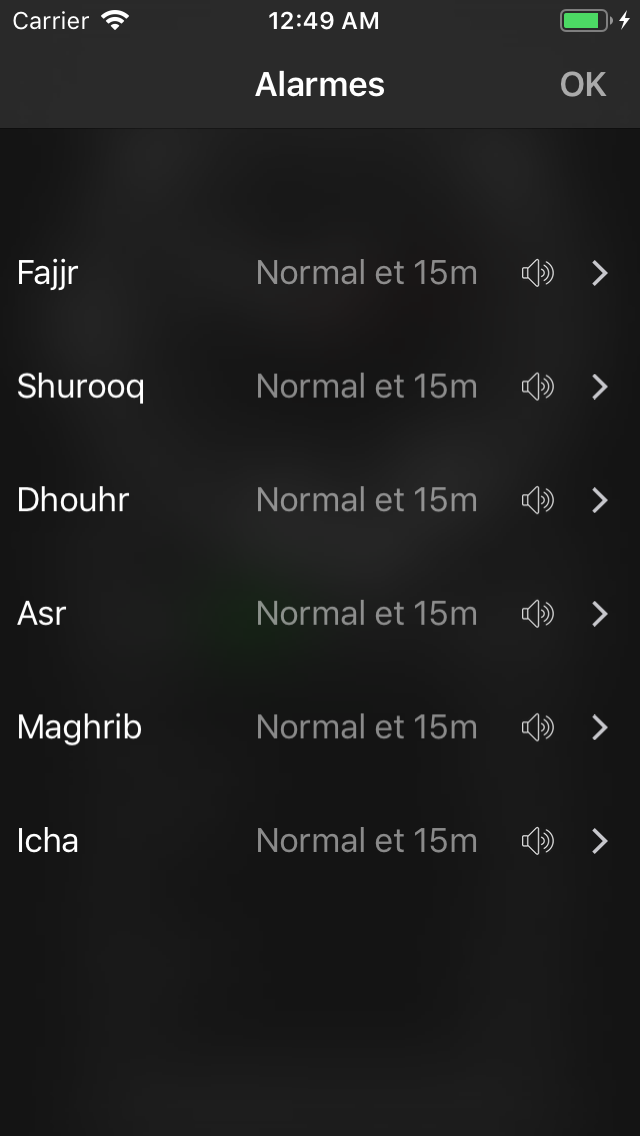 Carrier 12:49 AM
Alarmes OK
Fajjr Normal et 15m
Shurooq Normal et 15m
Dhouhr Normal et 15m
Asr Normal et 15m
Maghrib Normal et 15m
Icha Normal et 15m